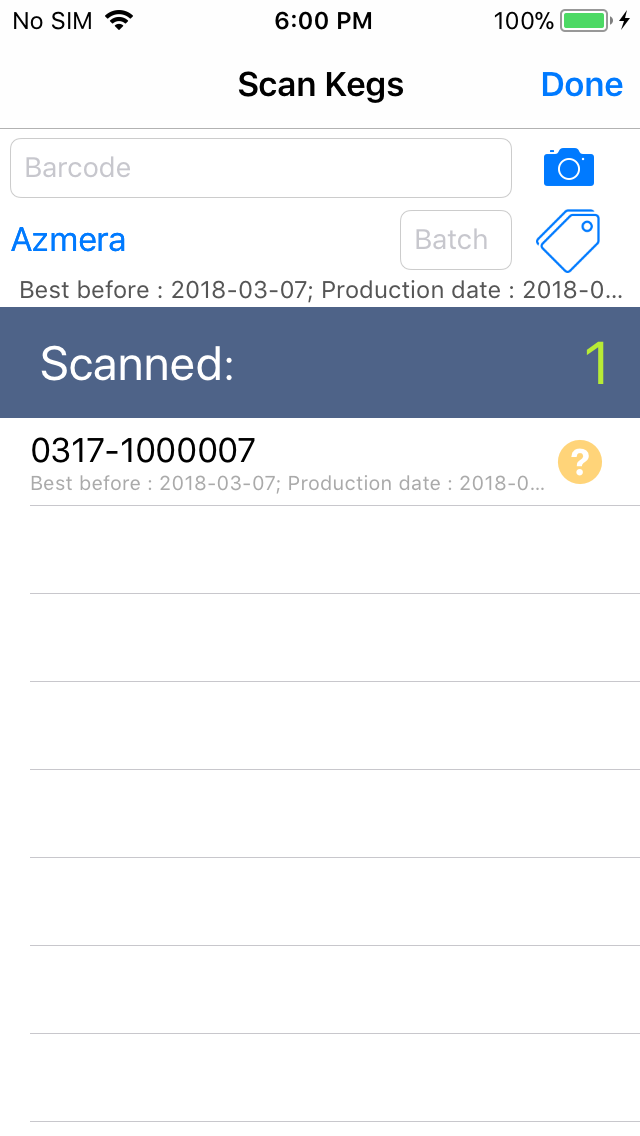 No SIM 6:00 PM 100%
Scan Kegs Done
Barcode
Azmera Batch
Best before : 2018-03-07; Production date : 2018-0...
Scanned: 1
0317-1000007 ?
Best before : 2018-03-07; Production date : 2018-0...